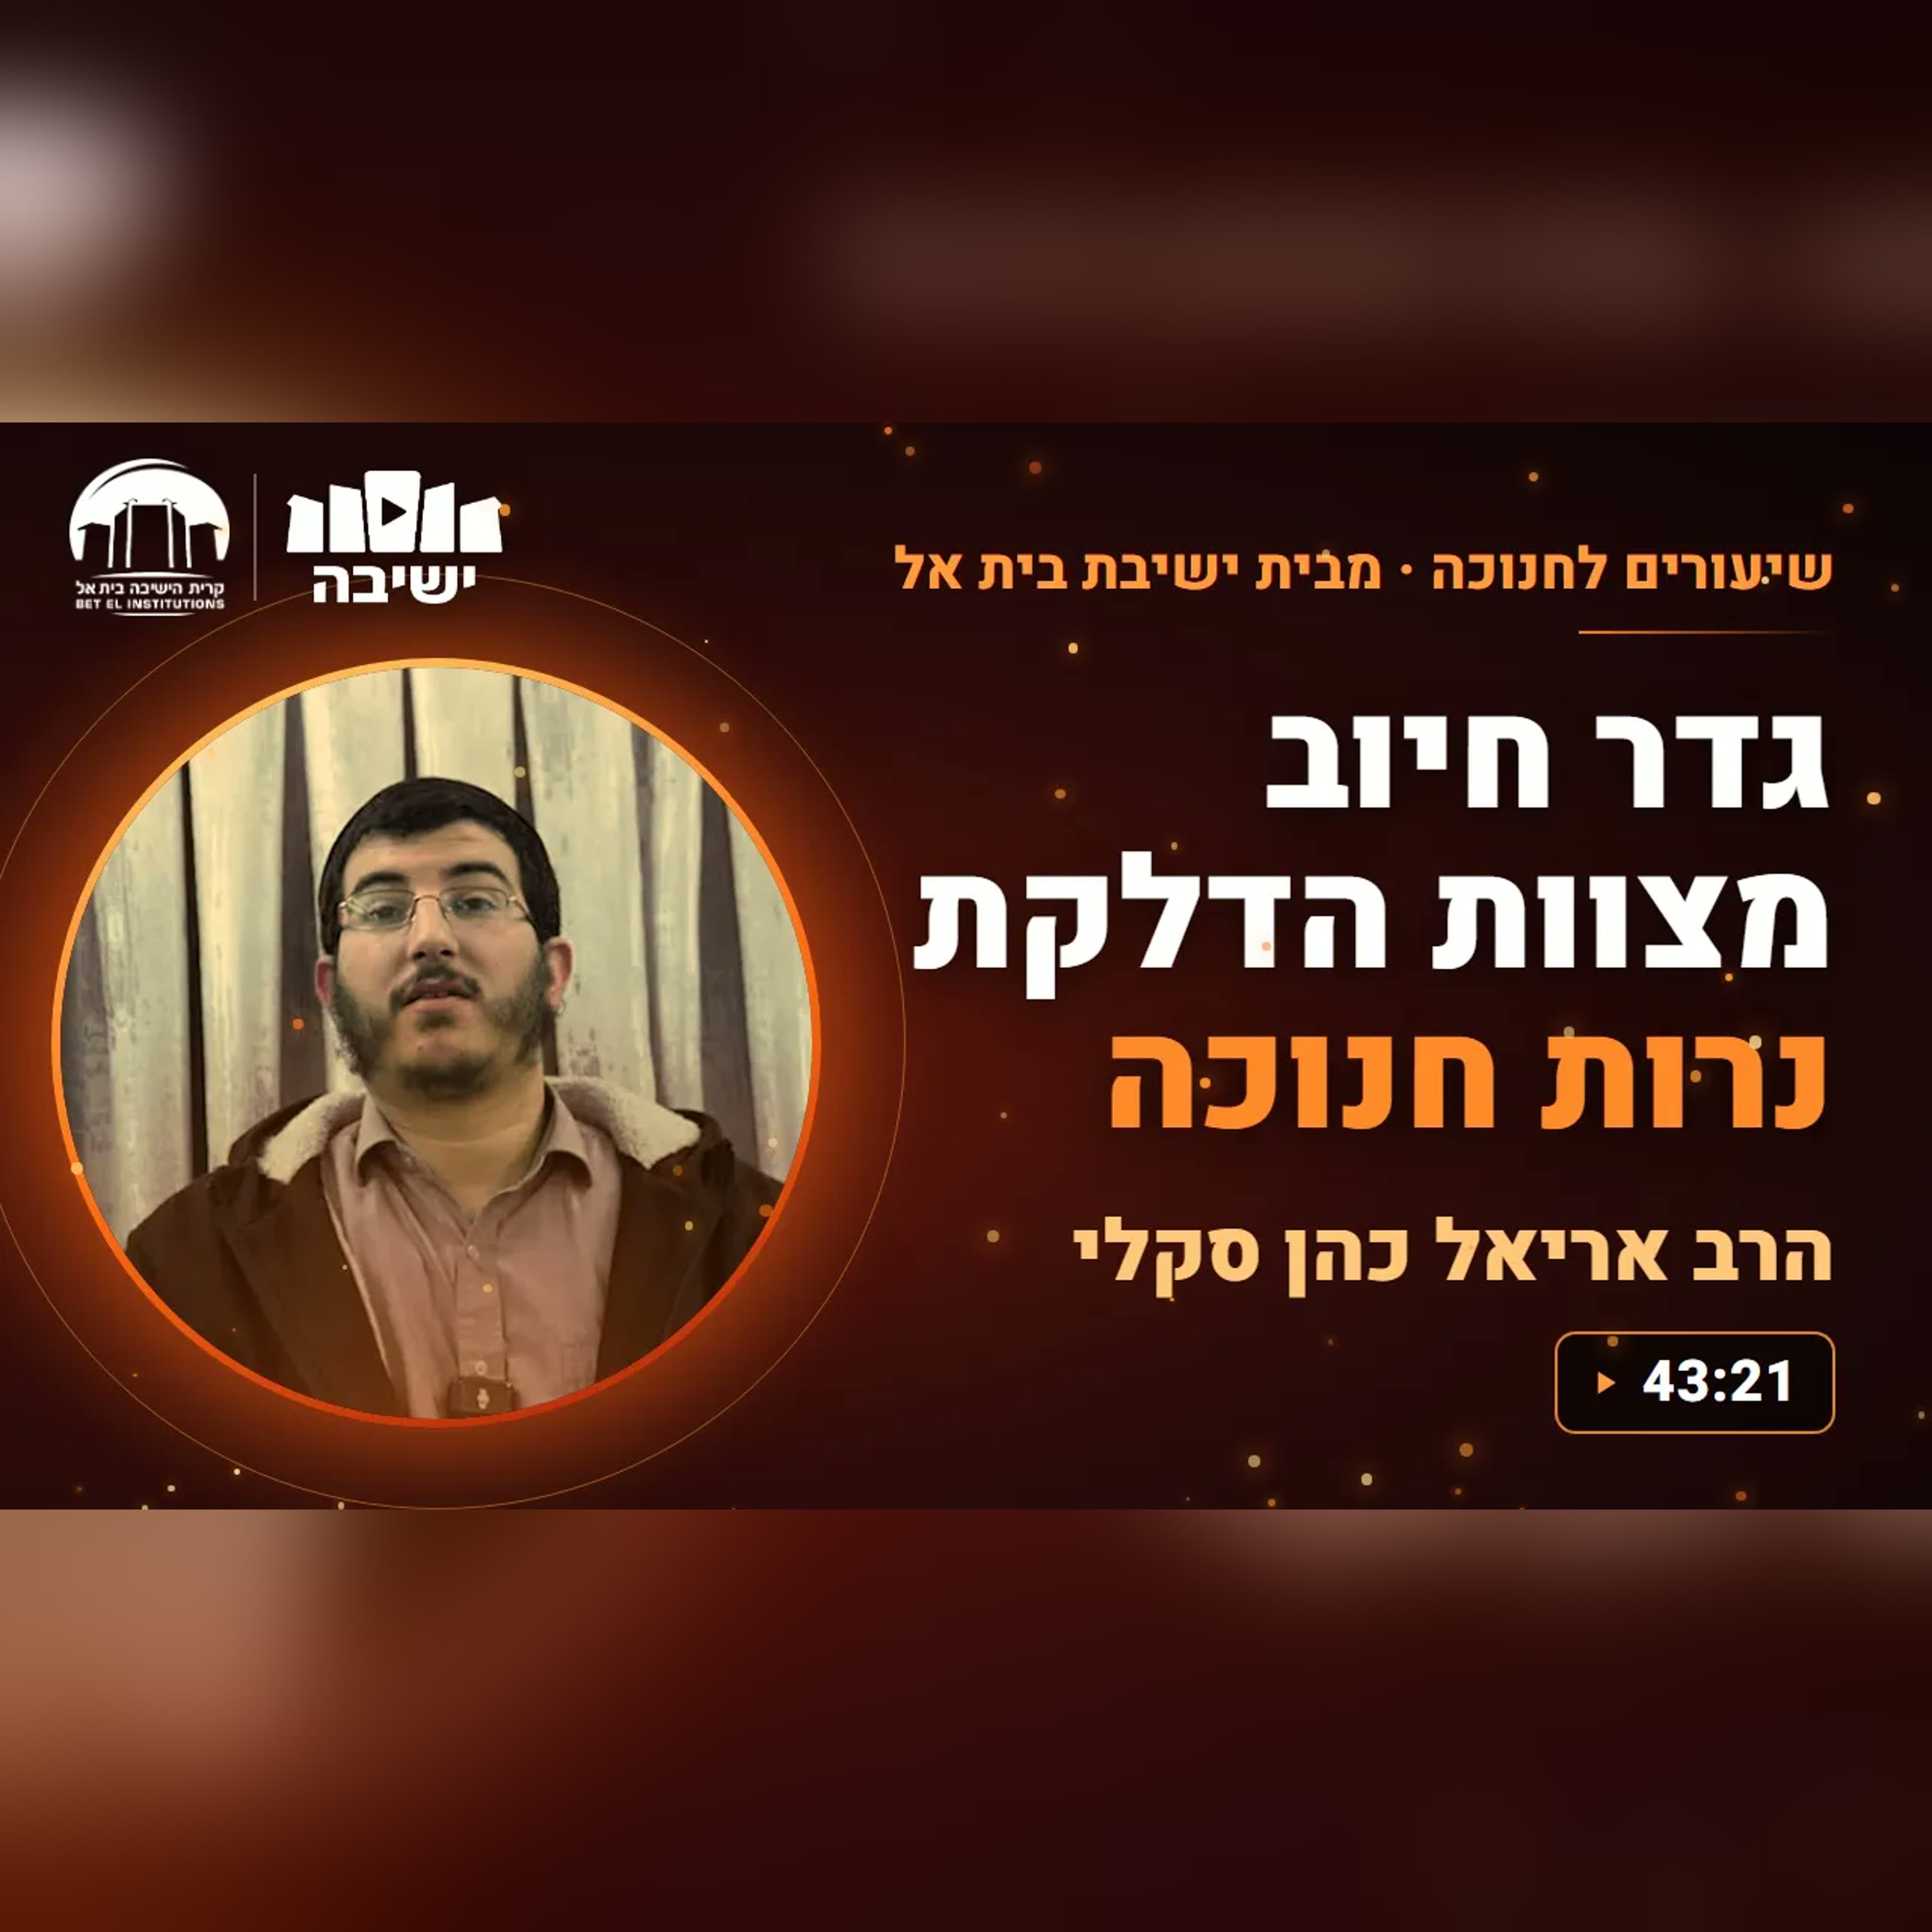 קרית הישיבה בית אל
BET EL INSTITUTIONS
ישיבה
שיעורים לחנוכה · מבית ישיבת בית אל
גדר חיוב
מצוות הדלקת
נרות חנוכה
הרב אריאל כהן סקלי
43:21